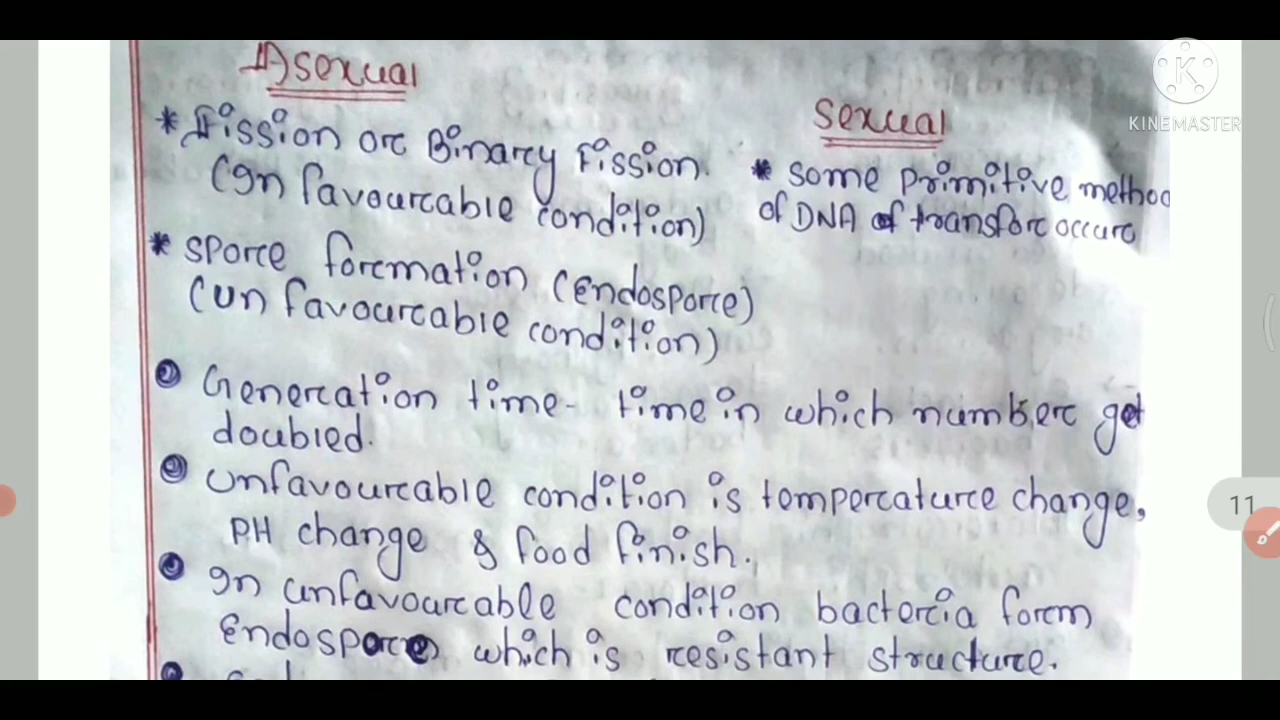 Asexual
Sexual
* Fission or Binary Fission.
(In favourable condition)
* some primitive method
of DNA of transfor occurs
* spore formation (Endospore)
(Un favourable condition)
Generation time- time in which number get
doubled.
Unfavourable condition is temperature change,
PH change & food finish.
In unfavourable condition bacteria form
Endospore which is resistant structure.
KINEMASTER
11